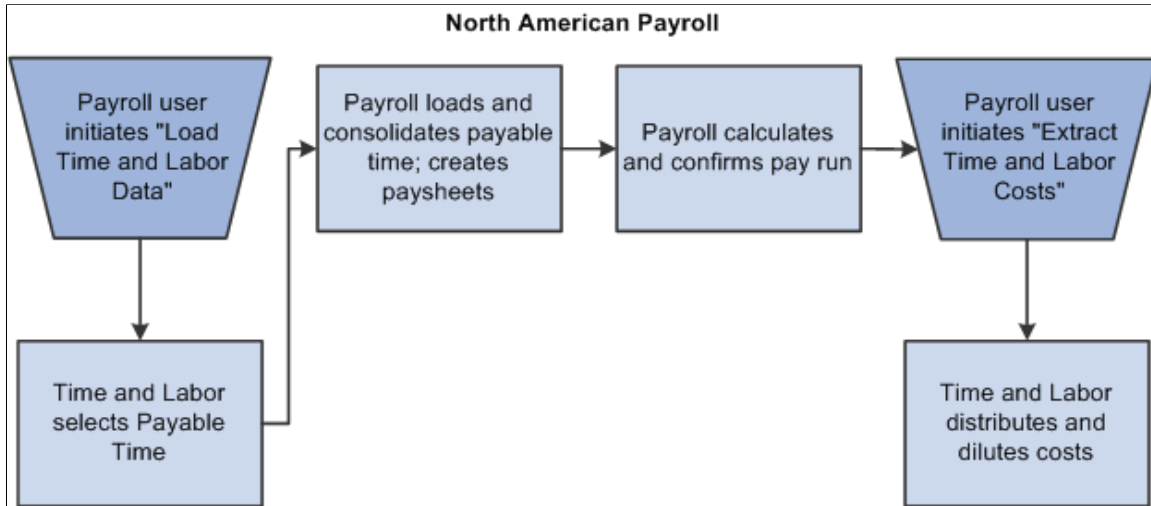 North American Payroll
Payroll user
initiates "Load
Time and Labor
Data"
Time and Labor
selects Payable
Time
Payroll loads and
consolidates payable
time; creates
paysheets
Payroll calculates
and confirms pay run
Payroll user
initiates "Extract
Time and Labor
Costs"
Time and Labor
distributes and
dilutes costs